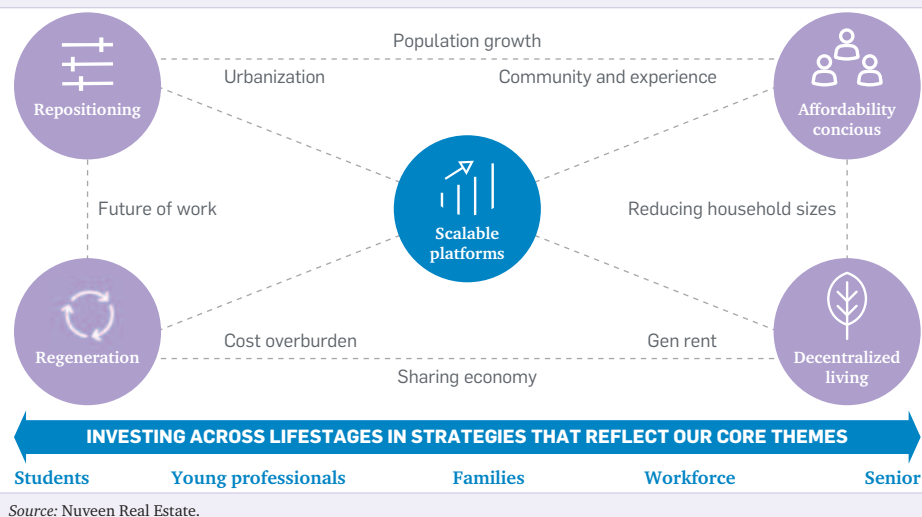 Population growth
Urbanization
Community and experience
Repositioning
Affordability
concious
Future of work
Reducing household sizes
Scalable
platforms
Regeneration
Cost overburden
Gen rent
Sharing economy
Decentralized
living
INVESTING ACROSS LIFESTAGES IN STRATEGIES THAT REFLECT OUR CORE THEMES
Students
Young professionals
Families
Workforce
Senior
Source: Nuveen Real Estate.